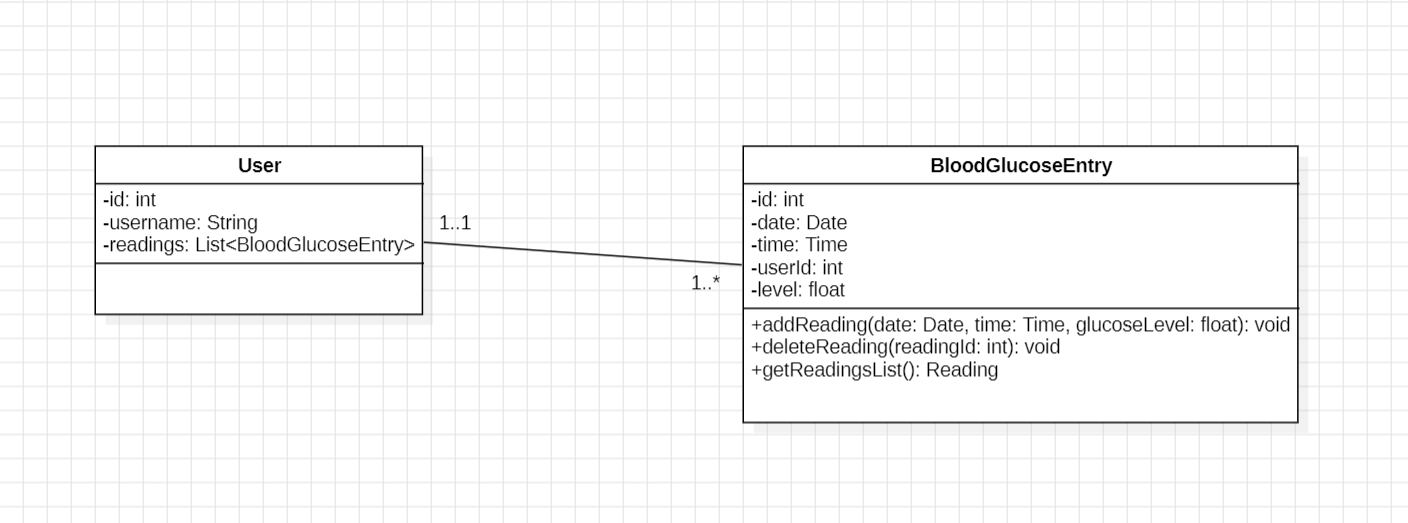 User
-id: int
-username: String
-readings: List<BloodGlucoseEntry>
1..1
1..*
BloodGlucoseEntry
-id: int
-date: Date
-time: Time
-userId: int
-level: float
+addReading(date: Date, time: Time, glucoseLevel: float): void
+deleteReading(readingId: int): void
+getReadingsList(): Reading